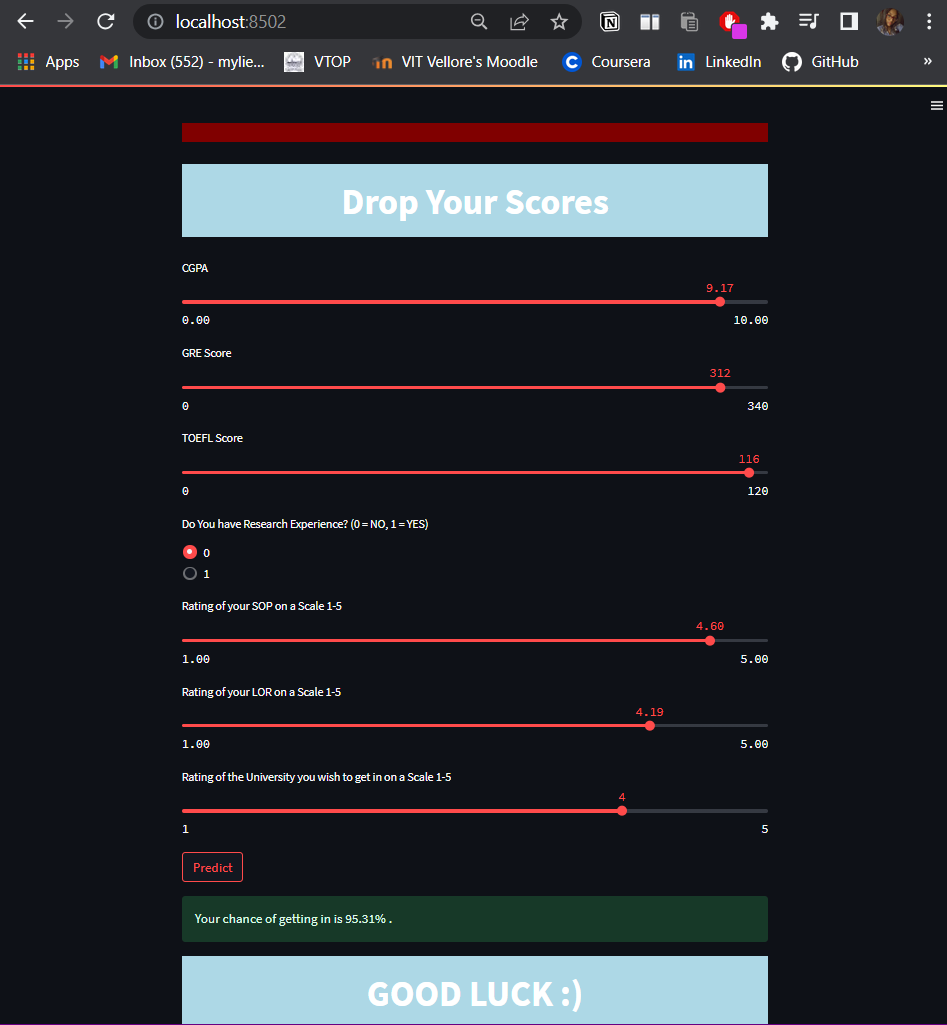 localhost:8502
Apps Inbox (552) - mylie... VTOP VIT Vellore's Moodle Coursera LinkedIn GitHub »
Drop Your Scores
CGPA
9.17
0.00 10.00
GRE Score
312
0 340
TOEFL Score
116
0 120
Do You have Research Experience? (0 = NO, 1 = YES)
0
1
Rating of your SOP on a Scale 1-5
4.60
1.00 5.00
Rating of your LOR on a Scale 1-5
4.19
1.00 5.00
Rating of the University you wish to get in on a Scale 1-5
4
1 5
Predict
Your chance of getting in is 95.31% .
GOOD LUCK :)